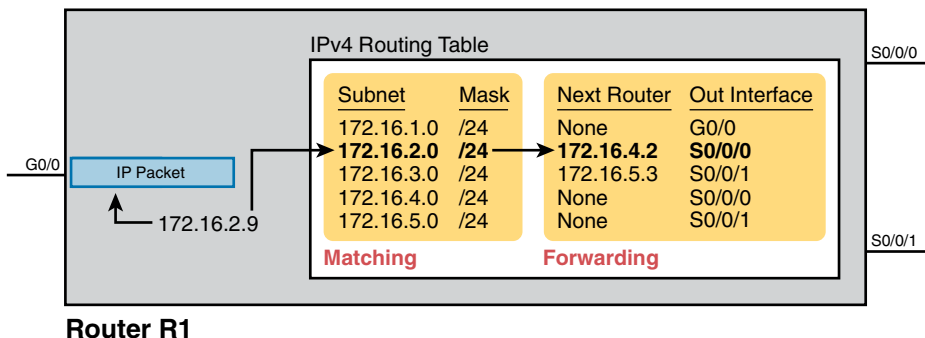 IPv4 Routing Table
S0/0/0
Subnet Mask Next Router Out Interface
172.16.1.0 /24 None G0/0
172.16.2.0 /24 172.16.4.2 S0/0/0
172.16.3.0 /24 172.16.5.3 S0/0/1
172.16.4.0 /24 None S0/0/0
172.16.5.0 /24 None S0/0/1
G0/0
IP Packet
172.16.2.9
Matching Forwarding
S0/0/1
Router R1